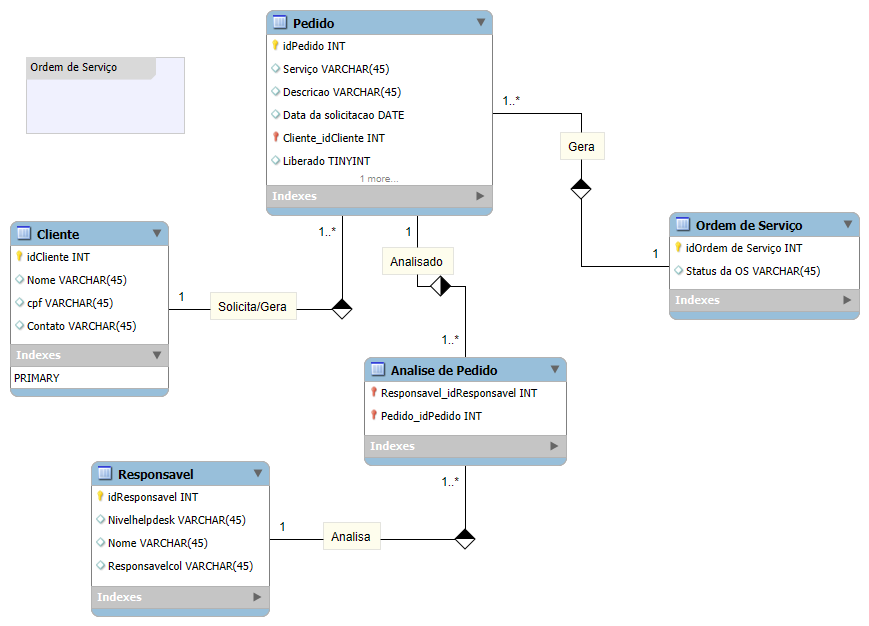 Pedido
idPedido INT
Serviço VARCHAR(45)
Descricao VARCHAR(45)
Data da solicitacao DATE
Cliente_idCliente INT
Liberado TINYINT
1 more...
Indexes
Ordem de Serviço
1..*
Gera
1
Ordem de Serviço
idOrdem de Serviço INT
Status da OS VARCHAR(45)
Indexes
Cliente
idCliente INT
Nome VARCHAR(45)
cpf VARCHAR(45)
Contato VARCHAR(45)
Indexes
PRIMARY
1
Solicita/Gera
1..*
1
Analisado
1..*
Analise de Pedido
Responsavel_idResponsavel INT
Pedido_idPedido INT
Indexes
1..*
Responsavel
idResponsavel INT
Nivelhelpdesk VARCHAR(45)
Nome VARCHAR(45)
Responsavelcol VARCHAR(45)
Indexes
1
Analisa